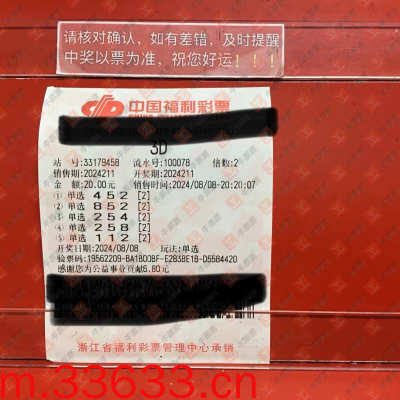 请核对确认，如有差错，及时提醒
中奖以票为准，祝您好运！！！
中国福利彩票
3D
站 号:33179458 流水号:100078 倍数:2
销售期:2024211 开奖期:2024211
金 额:20.00元 销售时间:2024/08/08-20:20:07
① 单选 4 5 2 [2]
② 单选 8 5 2 [2]
③ 单选 2 5 4 [2]
④ 单选 2 5 8 [2]
⑤ 单选 1 1 2 [2]
开奖日期:2024/08/08 玩法:单选
验票码:19562209-BA1B00BF-E2B3BE18-D5584420
感谢您为公益事业贡献6.80元
浙江省福利彩票管理中心承销
m.33633.cn